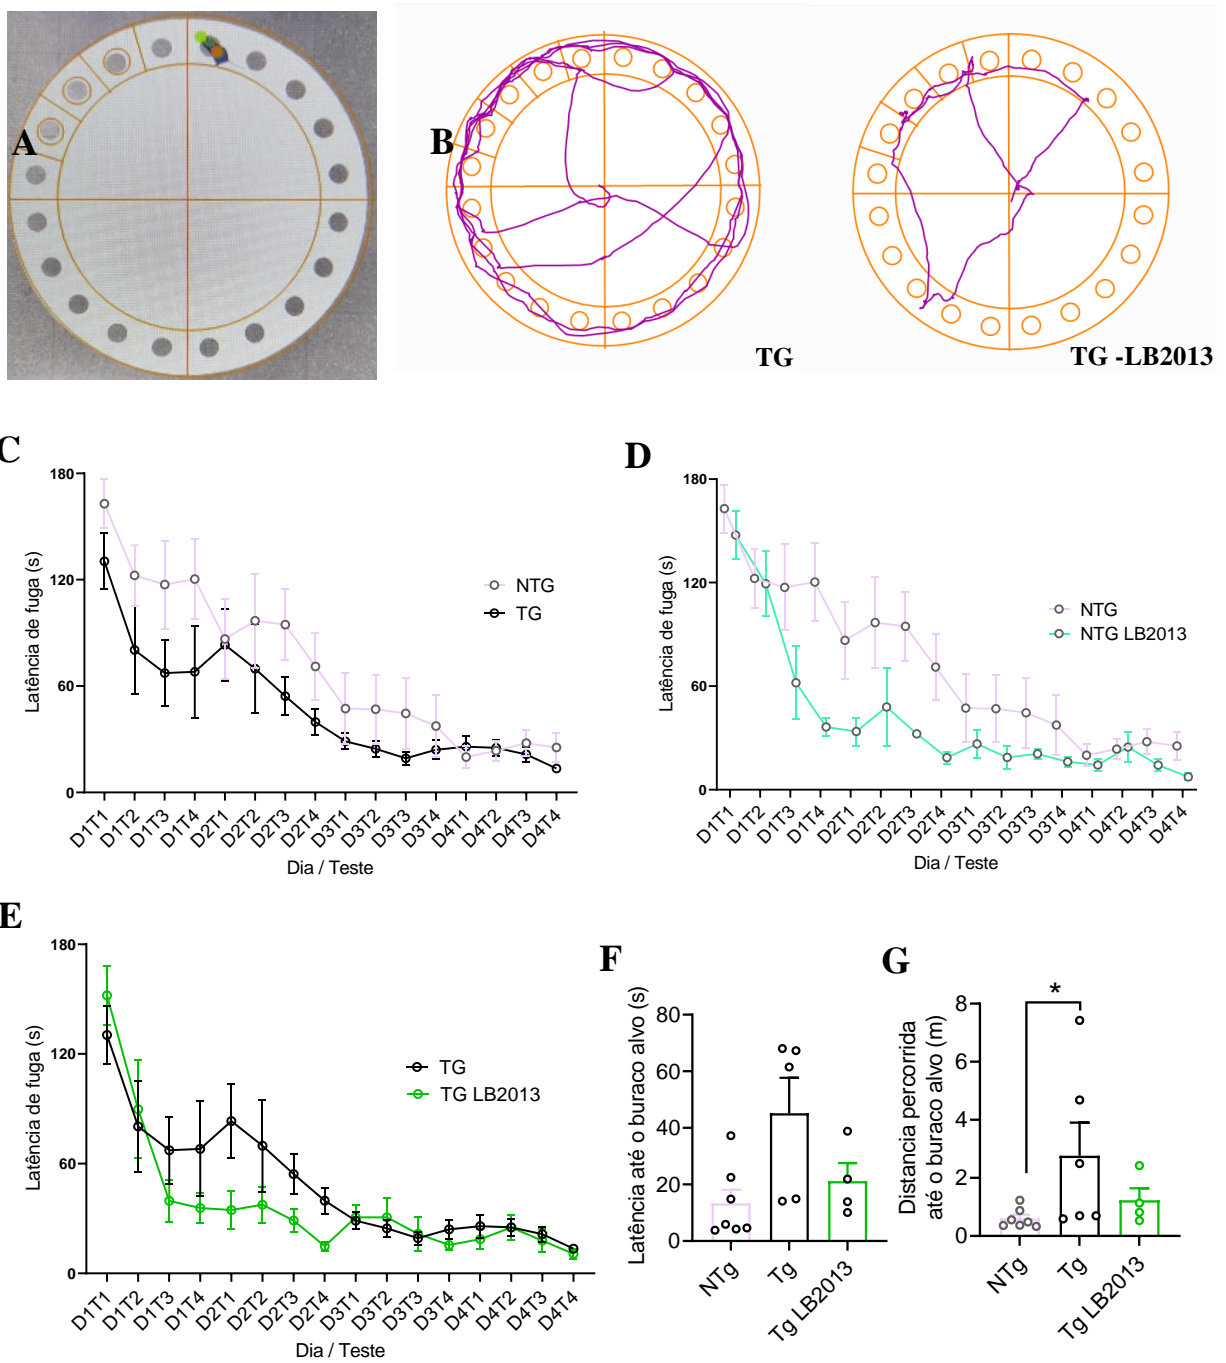 A
B
TG
TG -LB2013
C
180
120
60
0
Latência de fuga (s)
NTG
TG
D1T1
D1T2
D1T3
D1T4
D2T1
D2T2
D2T3
D2T4
D3T1
D3T2
D3T3
D3T4
D4T1
D4T2
D4T3
D4T4
Dia / Teste
D
180
120
60
0
Latência de fuga (s)
NTG
NTG LB2013
D1T1
D1T2
D1T3
D1T4
D2T1
D2T2
D2T3
D2T4
D3T1
D3T2
D3T3
D3T4
D4T1
D4T2
D4T3
D4T4
Dia / Teste
E
180
120
60
0
Latência de fuga (s)
TG
TG LB2013
D1T1
D1T2
D1T3
D1T4
D2T1
D2T2
D2T3
D2T4
D3T1
D3T2
D3T3
D3T4
D4T1
D4T2
D4T3
D4T4
Dia / Teste
F
80
60
40
20
0
Latência até o buraco alvo (s)
NTg
Tg
Tg LB2013
G
8
6
4
2
0
Distancia percorrida
até o buraco alvo (m)
*
NTg
Tg
Tg LB2013